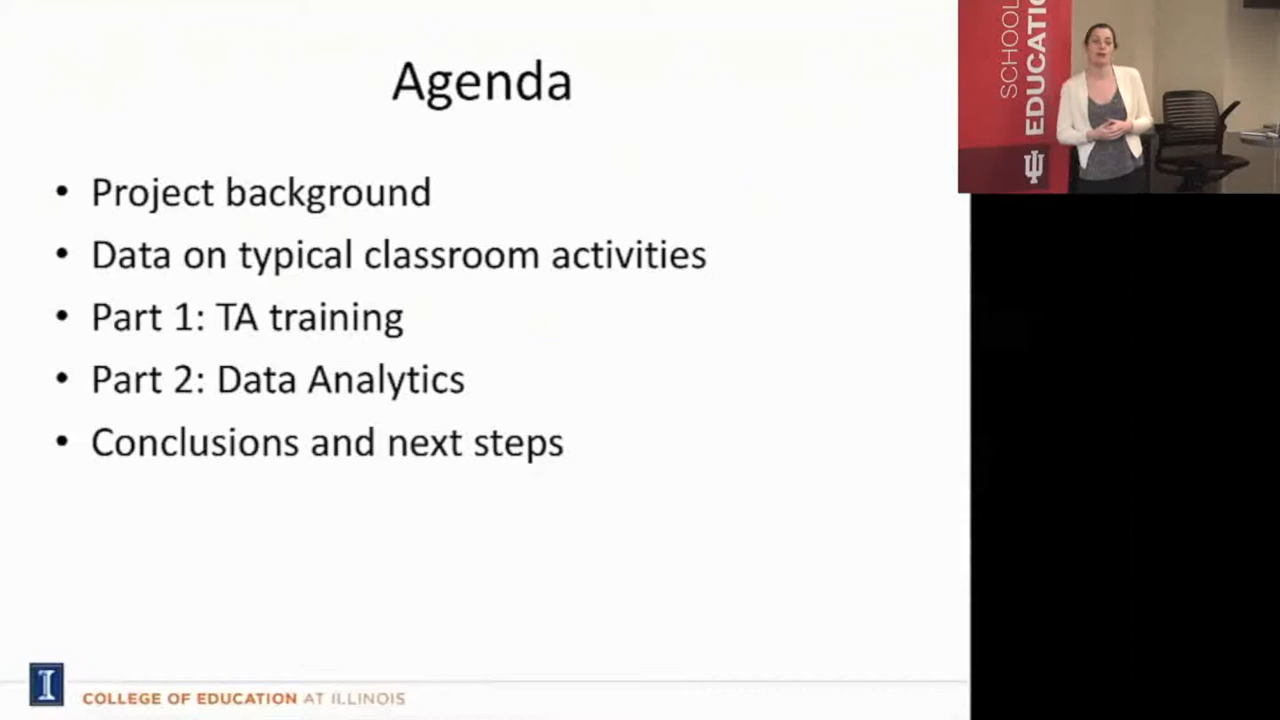 Agenda
• Project background
• Data on typical classroom activities
• Part 1: TA training
• Part 2: Data Analytics
• Conclusions and next steps
I
COLLEGE OF EDUCATION AT ILLINOIS
SCHOOL
EDUCATIO